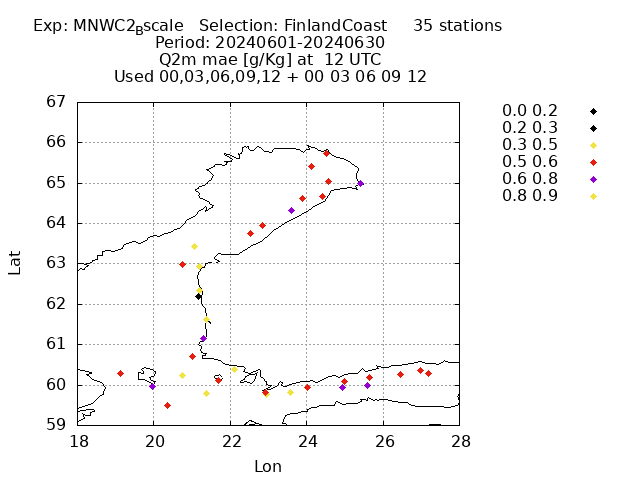 Exp: MNWC2Bscale   Selection: FinlandCoast     35 stations
Period: 20240601-20240630
Q2m mae [g/Kg] at  12 UTC
Used 00,03,06,09,12 + 00 03 06 09 12
67
66
65
64
63
62
61
60
59
Lat
18 20 22 24 26 28
Lon
0.0 0.2
0.2 0.3
0.3 0.5
0.5 0.6
0.6 0.8
0.8 0.9